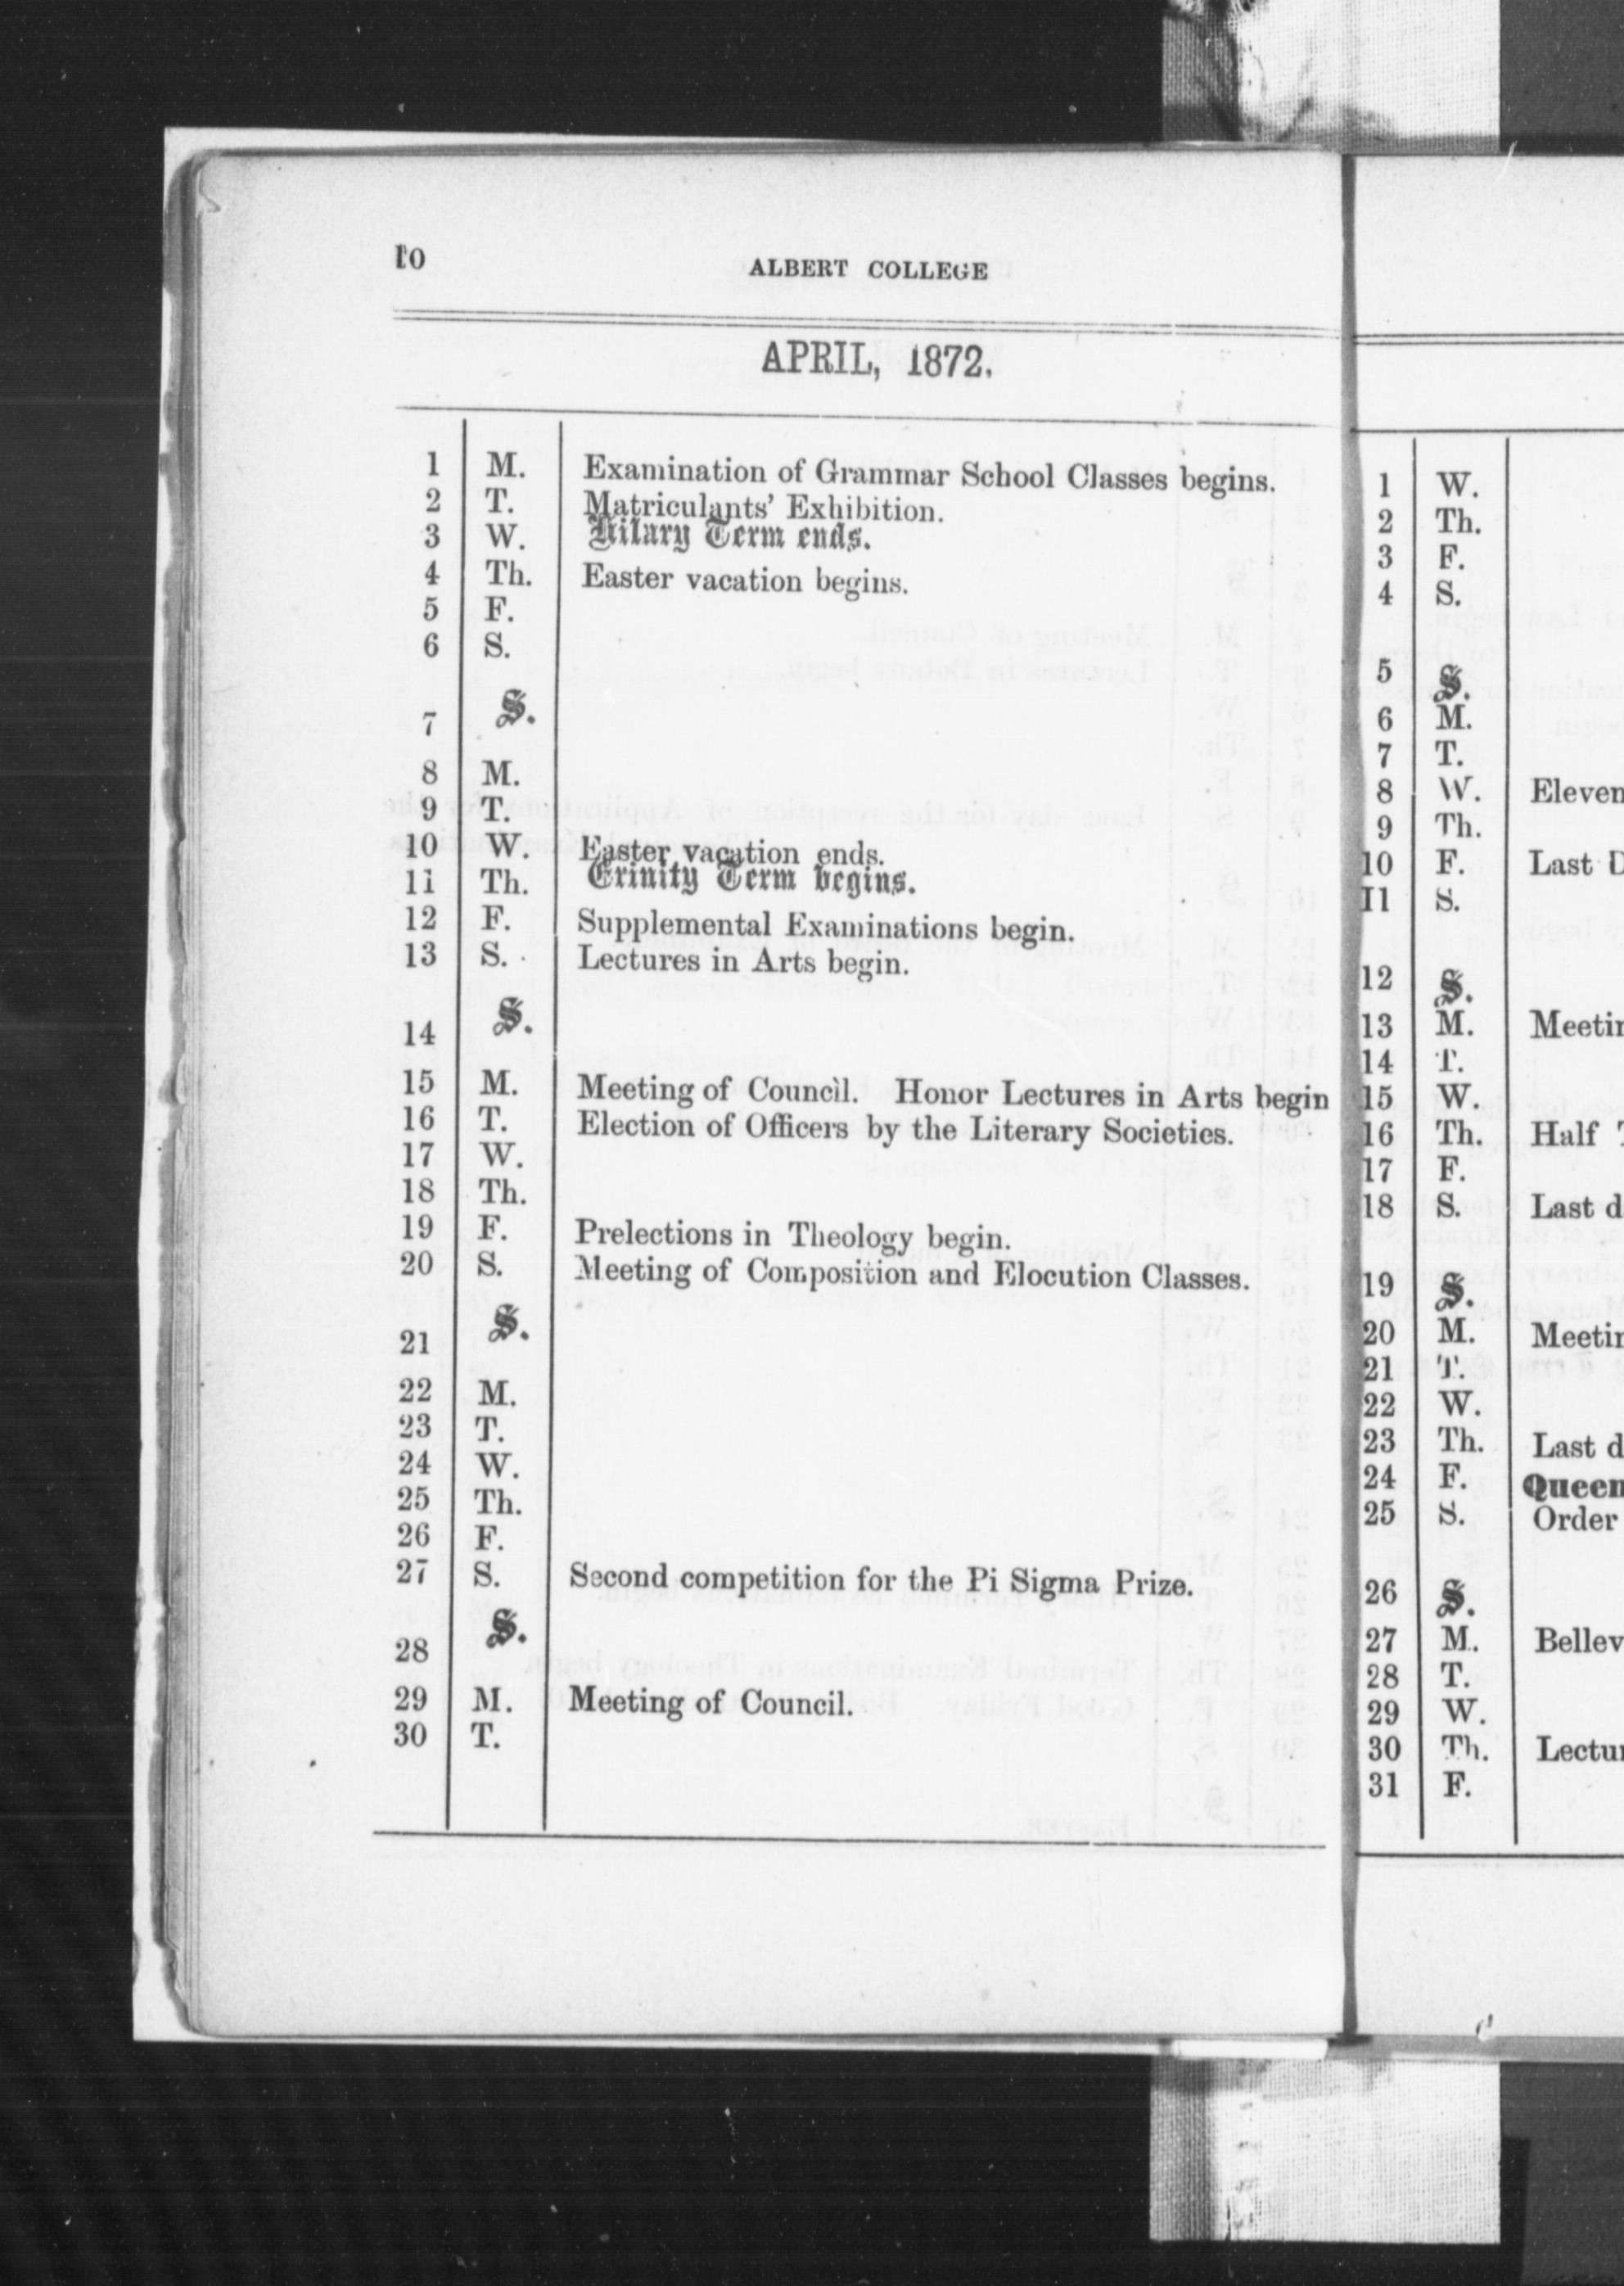 10
ALBERT COLLEGE
APRIL, 1872.
1 M. Examination of Grammar School Classes begins.
2 T. Matriculants' Exhibition.
3 W. Hilary Term ends.
4 Th. Easter vacation begins.
5 F.
6 S.
7 S.
8 M.
9 T.
10 W. Easter vacation ends.
11 Th. Trinity Term begins.
12 F. Supplemental Examinations begin.
13 S. Lectures in Arts begin.
14 S.
15 M. Meeting of Council. Honor Lectures in Arts begin
16 T. Election of Officers by the Literary Societies.
17 W.
18 Th.
19 F. Prelections in Theology begin.
20 S. Meeting of Composition and Elocution Classes.
21 S.
22 M.
23 T.
24 W.
25 Th.
26 F.
27 S. Second competition for the Pi Sigma Prize.
28 S.
29 M. Meeting of Council.
30 T.
1 W.
2 Th.
3 F.
4 S.
5 S.
6 M.
7 T.
8 W. Eleven
9 Th.
10 F. Last
11 S.
12 S.
13 M.
14 T.
15 W.
16 Th. Half
17 F.
18 S. Last d
19 S.
20 M.
21 T.
22 W.
23 Th. Last d
24 F. Queen
25 S. Order
26 S.
27 M. Bellev
28 T.
29 W.
30 Th. Lectu
31 F.